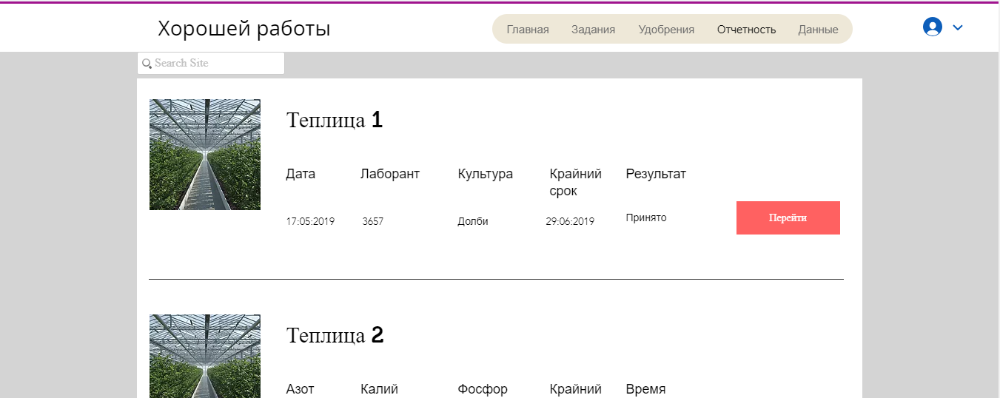 Хорошей работы
Главная Задания Удобрения Отчетность Данные
Search Site
Теплица 1
Дата Лаборант Культура Крайний срок Результат
17:05:2019 3657 Долби 29:06:2019 Принято
Перейти
Теплица 2
Азот Калий Фосфор Крайний Время